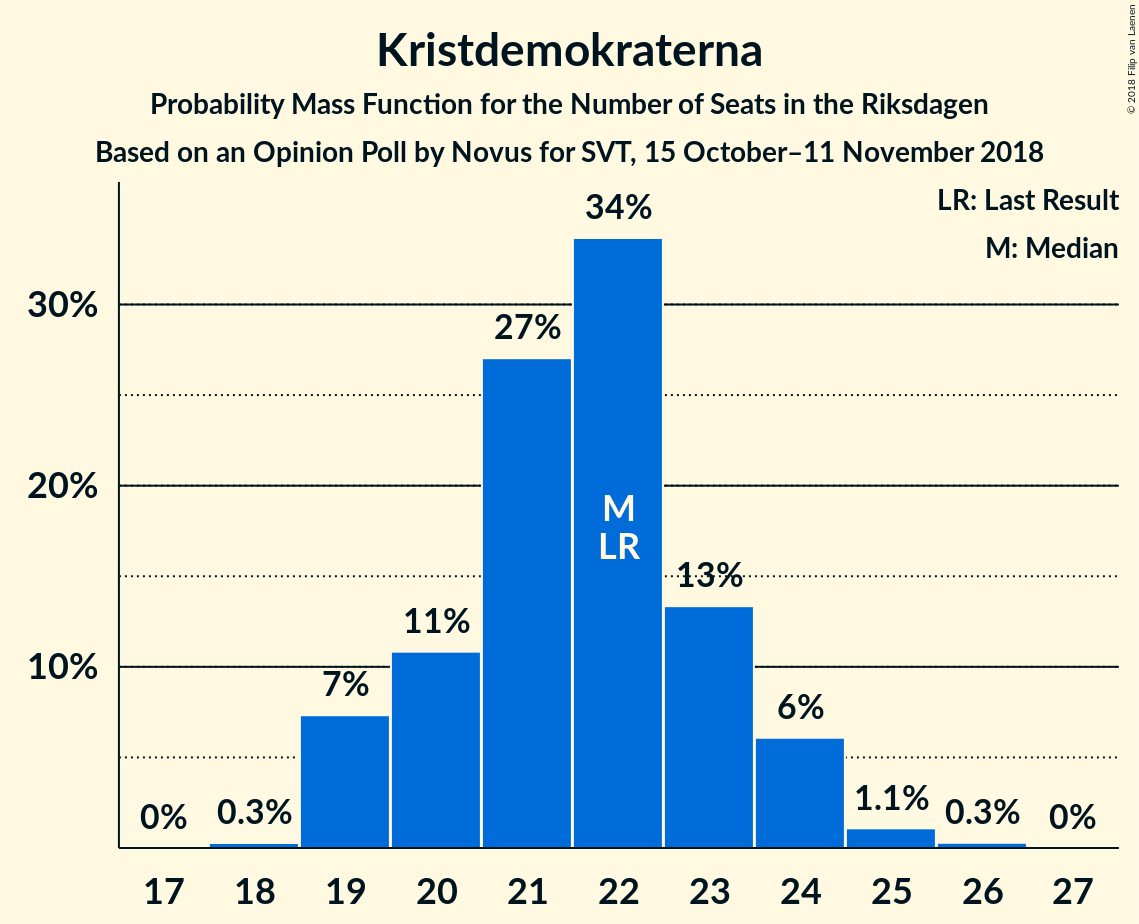 Kristdemokraterna
Probability Mass Function for the Number of Seats in the Riksdagen
Based on an Opinion Poll by Novus for SVT, 15 October–11 November 2018
© 2018 Filip van Laenen
LR: Last Result
M: Median
30%
20%
10%
0%
0.3%
7%
11%
27%
34%
M
LR
13%
6%
1.1%
0.3%
0%
17 18 19 20 21 22 23 24 25 26 27